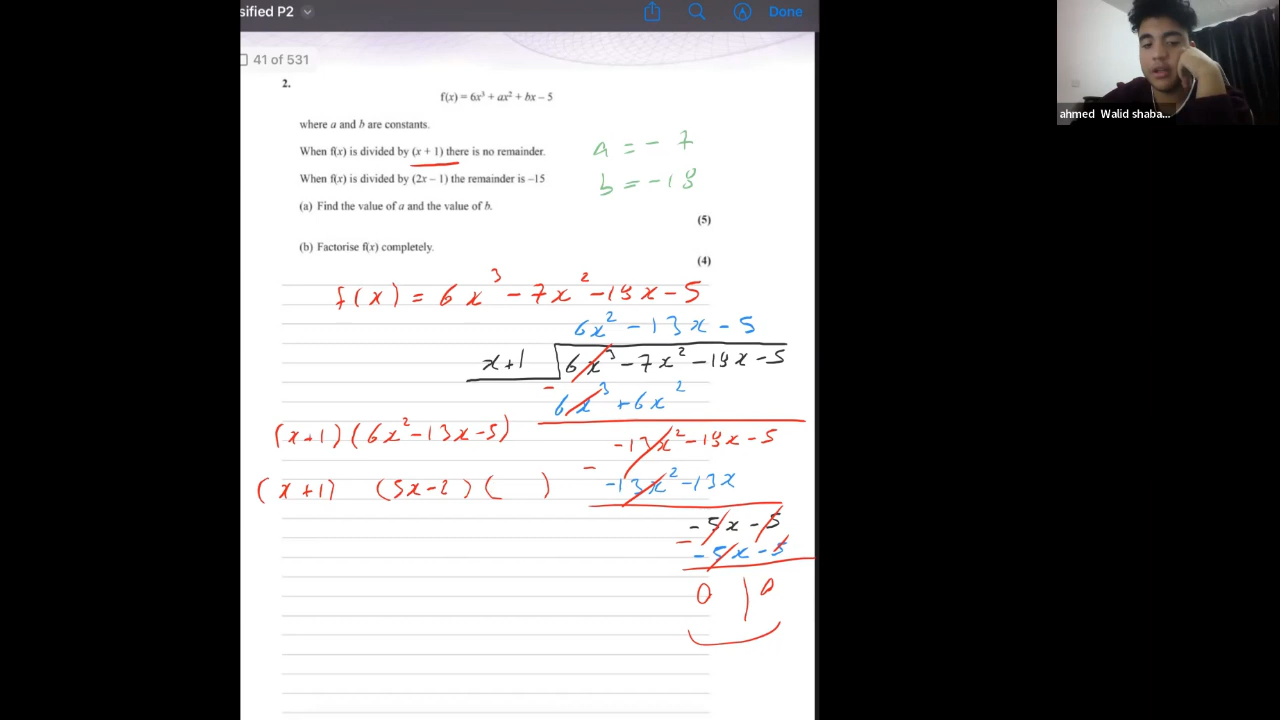 sified P2
Done
41 of 531
2.
f(x) = 6x³ + ax² + bx – 5
where a and b are constants.
When f(x) is divided by (x + 1) there is no remainder.
When f(x) is divided by (2x – 1) the remainder is –15
(a) Find the value of a and the value of b.
(5)
(b) Factorise f(x) completely.
(4)
a = - 7
b = -18
f(x) = 6x³ - 7x² - 18x - 5
6x² - 13x - 5
x+1 6x³ - 7x² - 18x - 5
- 6x³ + 6x²
-13x² - 18x - 5
- -13x² - 13x
-5x - 5
- -5x - 5
0 | 0
(x+1)(6x² - 13x - 5)
(x+1) (3x-2) ( )
ahmed Walid shaba...